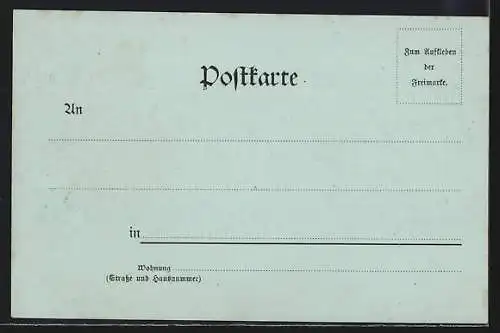 Zum Aufkleben
der
Freimarke.
Postkarte.
An
in
Wohnung
(Straße und Hausnummer)